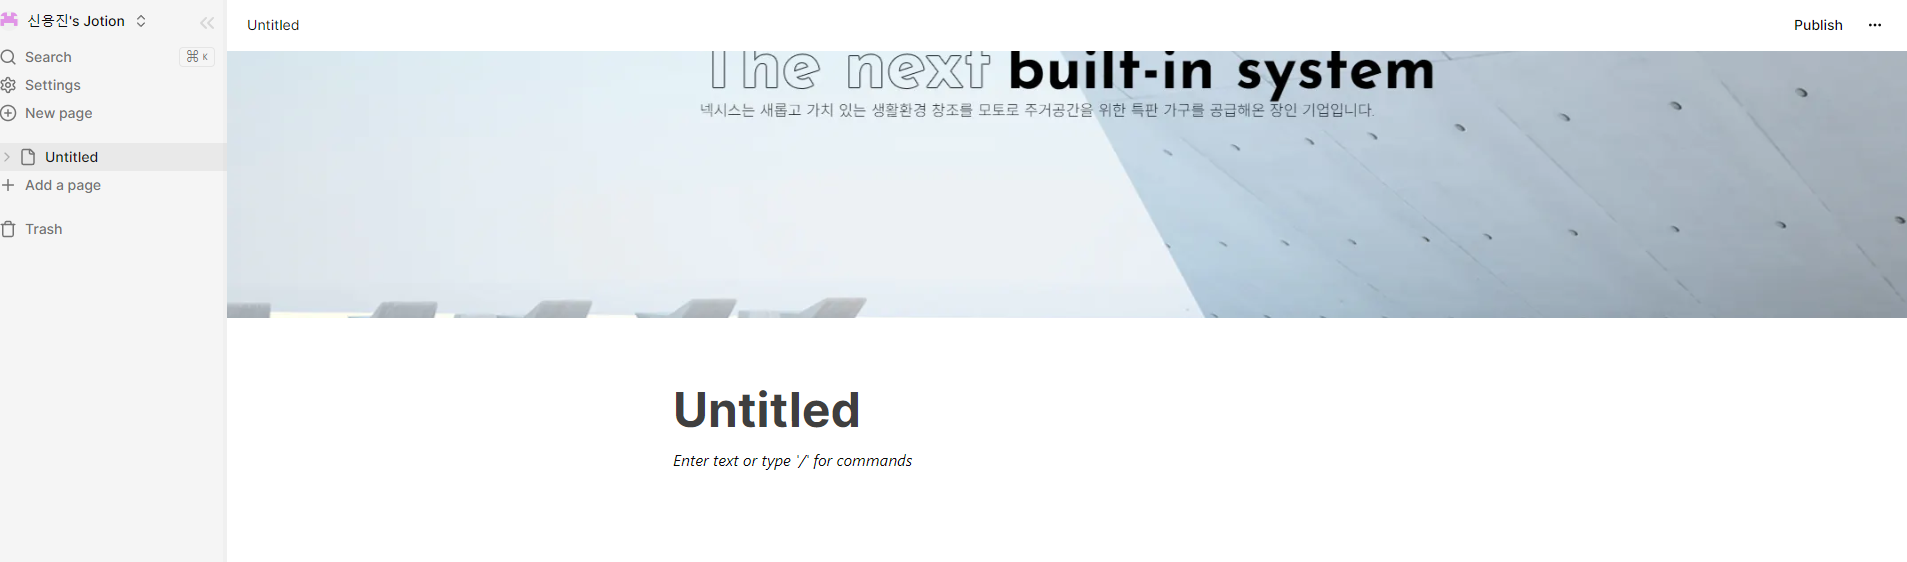 신용진's Jotion
Search
⌘ K
Settings
New page
Untitled
Add a page
Trash
Untitled
Publish
The next built-in system
넥시스는 새롭고 가치 있는 생활환경 창조를 모토로 주거공간을 위한 특판 가구를 공급해온 장인 기업입니다.
Untitled
Enter text or type '/' for commands